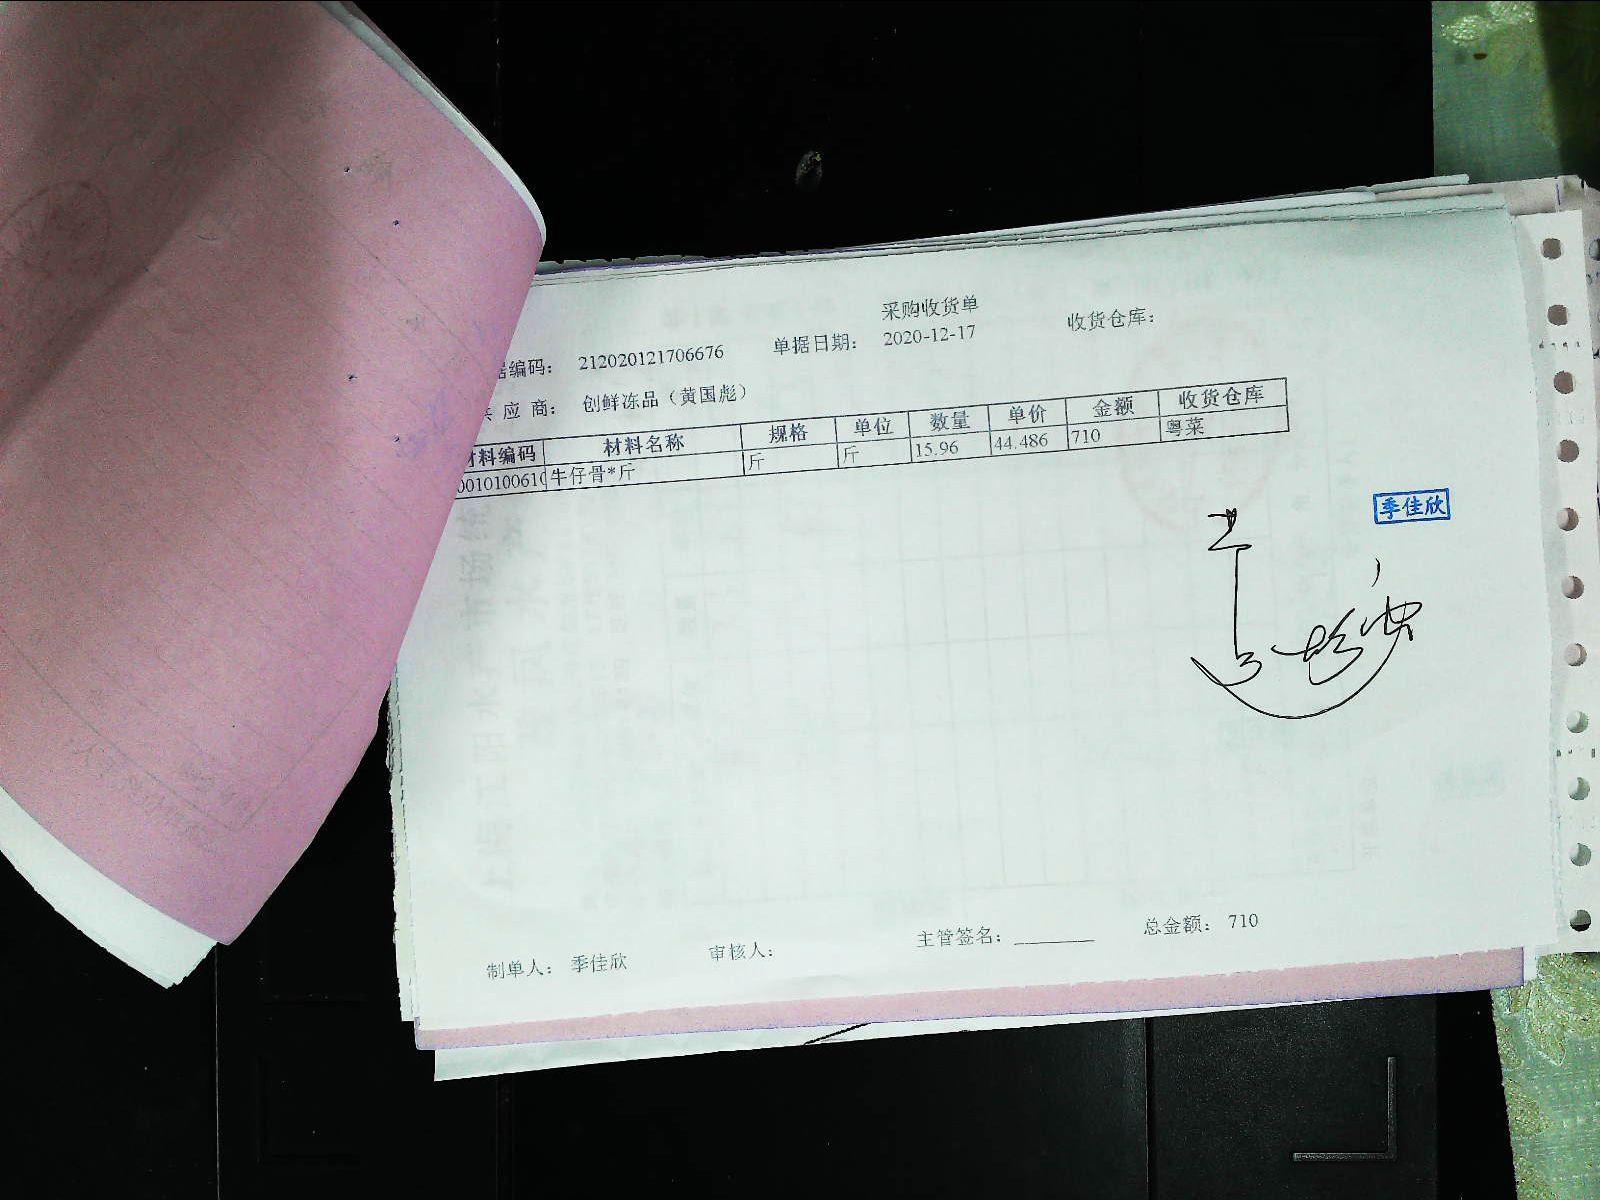 采购收货单
据编码： 212020121706676 单据日期： 2020-12-17 收货仓库：
供应商： 创鲜冻品（黄国彪）
材料编码 材料名称 规格 单位 数量 单价 金额 收货仓库
001010061 牛仔骨*斤 斤 斤 15.96 44.486 710 粤菜
季佳欣
制单人： 季佳欣 审核人： 主管签名： ________ 总金额： 710